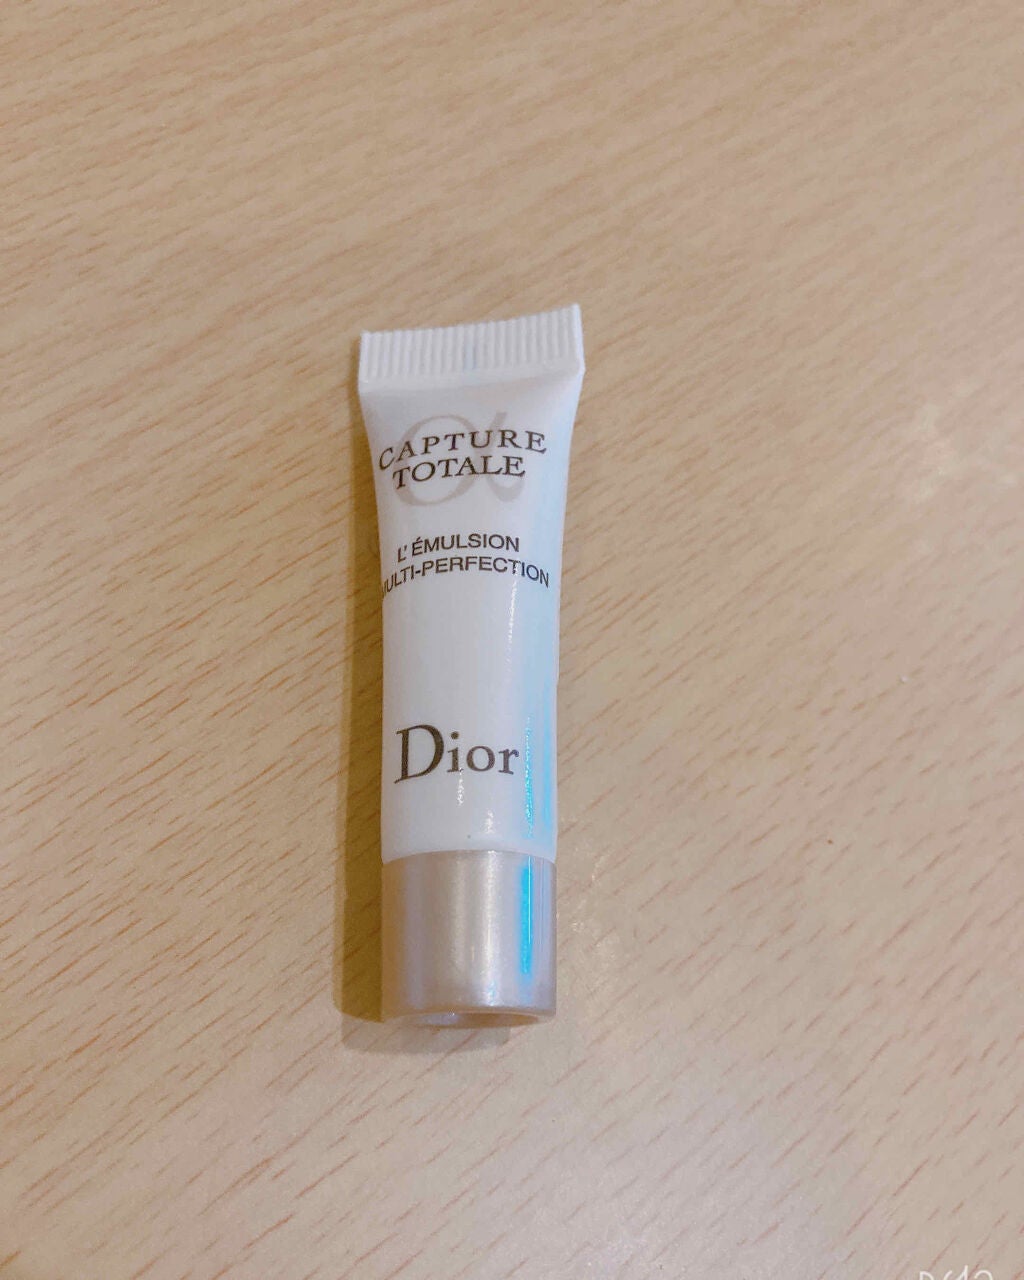 α
CAPTURE
TOTALE
L'ÉMULSION
MULTI-PERFECTION
Dior